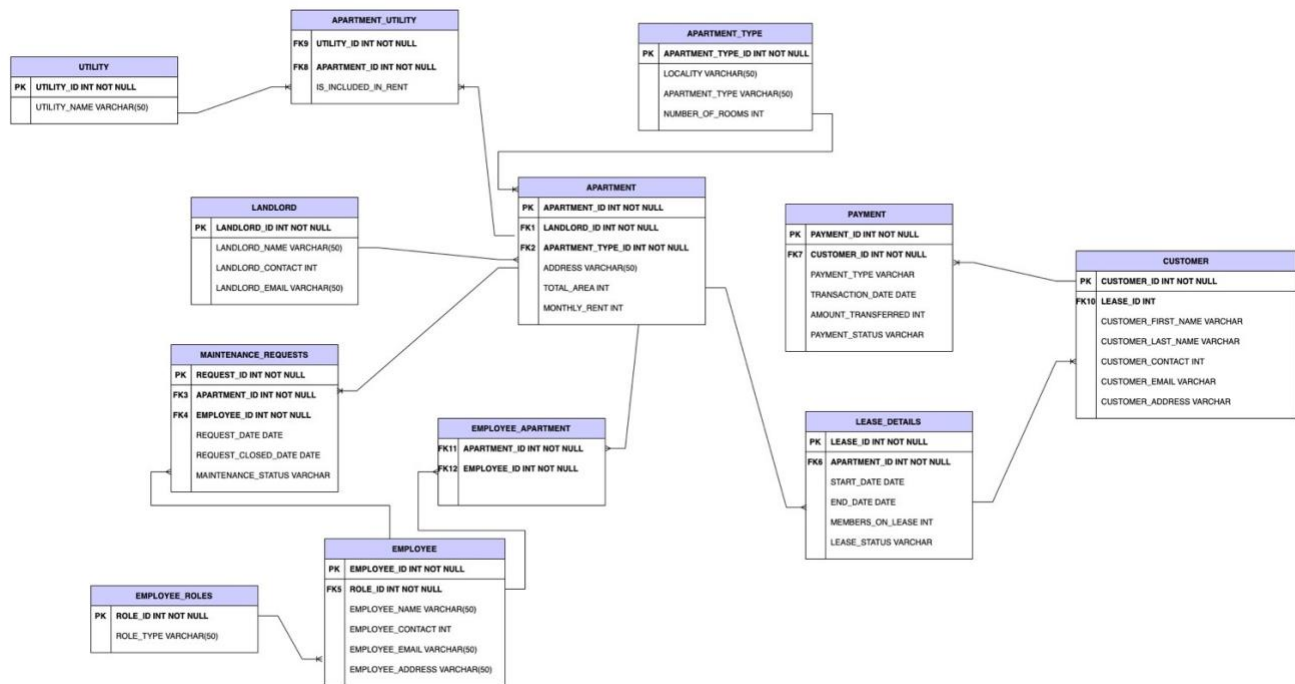 APARTMENT_UTILITY
FK9 UTILITY_ID INT NOT NULL
FK8 APARTMENT_ID INT NOT NULL
IS_INCLUDED_IN_RENT
APARTMENT_TYPE
PK APARTMENT_TYPE_ID INT NOT NULL
LOCALITY VARCHAR(50)
APARTMENT_TYPE VARCHAR(50)
NUMBER_OF_ROOMS INT
UTILITY
PK UTILITY_ID INT NOT NULL
UTILITY_NAME VARCHAR(50)
APARTMENT
PK APARTMENT_ID INT NOT NULL
FK1 LANDLORD_ID INT NOT NULL
FK2 APARTMENT_TYPE_ID INT NOT NULL
ADDRESS VARCHAR(50)
TOTAL_AREA INT
MONTHLY_RENT INT
LANDLORD
PK LANDLORD_ID INT NOT NULL
LANDLORD_NAME VARCHAR(50)
LANDLORD_CONTACT INT
LANDLORD_EMAIL VARCHAR(50)
PAYMENT
PK PAYMENT_ID INT NOT NULL
FK7 CUSTOMER_ID INT NOT NULL
PAYMENT_TYPE VARCHAR
TRANSACTION_DATE DATE
AMOUNT_TRANSFERRED INT
PAYMENT_STATUS VARCHAR
CUSTOMER
PK CUSTOMER_ID INT NOT NULL
FK10 LEASE_ID INT
CUSTOMER_FIRST_NAME VARCHAR
CUSTOMER_LAST_NAME VARCHAR
CUSTOMER_CONTACT INT
CUSTOMER_EMAIL VARCHAR
CUSTOMER_ADDRESS VARCHAR
MAINTENANCE_REQUESTS
PK REQUEST_ID INT NOT NULL
FK3 APARTMENT_ID INT NOT NULL
FK4 EMPLOYEE_ID INT NOT NULL
REQUEST_DATE DATE
REQUEST_CLOSED_DATE DATE
MAINTENANCE_STATUS VARCHAR
EMPLOYEE_APARTMENT
FK11 APARTMENT_ID INT NOT NULL
FK12 EMPLOYEE_ID INT NOT NULL
LEASE_DETAILS
PK LEASE_ID INT NOT NULL
FK6 APARTMENT_ID INT NOT NULL
START_DATE DATE
END_DATE DATE
MEMBERS_ON_LEASE INT
LEASE_STATUS VARCHAR
EMPLOYEE
PK EMPLOYEE_ID INT NOT NULL
FK5 ROLE_ID INT NOT NULL
EMPLOYEE_NAME VARCHAR(50)
EMPLOYEE_CONTACT INT
EMPLOYEE_EMAIL VARCHAR(50)
EMPLOYEE_ADDRESS VARCHAR(50)
EMPLOYEE_ROLES
PK ROLE_ID INT NOT NULL
ROLE_TYPE VARCHAR(50)